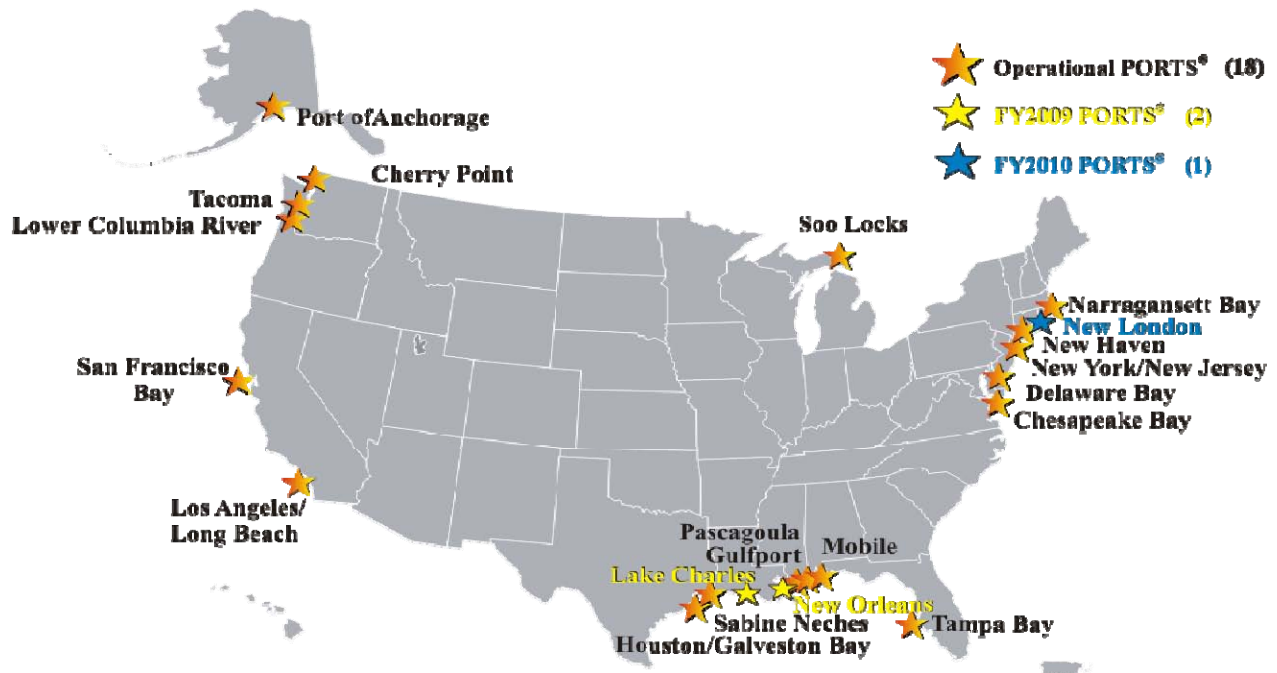 Operational PORTS® (18)
FY2009 PORTS® (2)
FY2010 PORTS® (1)
Port ofAnchorage
Cherry Point
Tacoma
Lower Columbia River
Soo Locks
Narragansett Bay
New London
New Haven
New York/New Jersey
Delaware Bay
Chesapeake Bay
San Francisco
Bay
Los Angeles/
Long Beach
Pascagoula
Gulfport
Mobile
Lake Charles
New Orleans
Sabine Neches
Houston/Galveston Bay
Tampa Bay